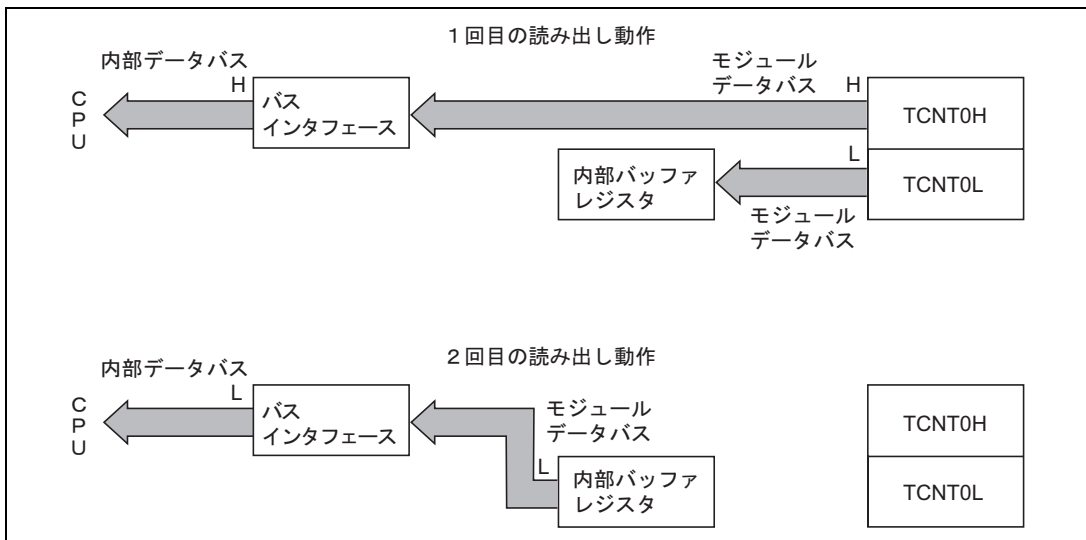 1回目の読み出し動作
内部データバス
H
CPU
バス
インタフェース
モジュール
データバス
H
TCNT0H
L
TCNT0L
内部バッファ
レジスタ
モジュール
データバス
2回目の読み出し動作
内部データバス
L
CPU
バス
インタフェース
モジュール
データバス
L
内部バッファ
レジスタ
TCNT0H
TCNT0L